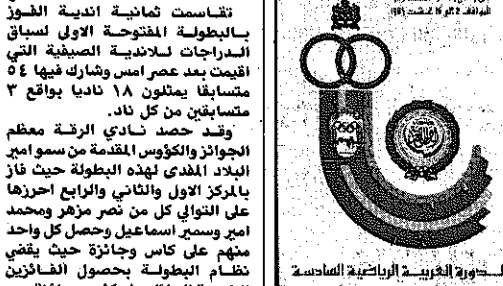 تقاسمت ثمانية اندية الفوز
بالبطولة المفتوحة الاولى لسباق
الدراجات للاندية الصيفية التي
اقيمت بعد عصر امس وشارك فيها ٥٤
متسابقا يمثلون ١٨ ناديا بواقع ٣
متسابقين من كل ناد.
وقد حصد نادي الرقة معظم
الجوائز والكؤوس المقدمة من سمو امير
البلاد المفدى لهذه البطولة حيث فاز
بالمركز الاول والثاني والرابع احرزها
على التوالي كل من نصر مزهر ومحمد
امير وسمير اسماعيل وحصل كل واحد
منهم على كاس وجائزة حيث يقضي
نظام البطولة بحصول الفائزين
الدورة العربية الرياضية السادسة